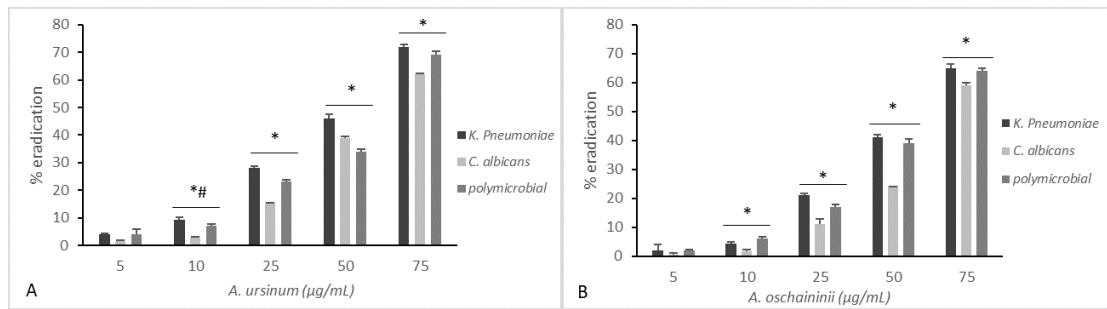 80
70
60
50
40
30
20
10
0
% eradication
*
*#
*
*
*
5 10 25 50 75
A. ursinum (µg/mL)
K. Pneumoniae
C. albicans
polymicrobial
A
80
70
60
50
40
30
20
10
0
% eradication
*
*
*
*
5 10 25 50 75
A. oschaininii (µg/mL)
K. Pneumoniae
C. albicans
polymicrobial
B